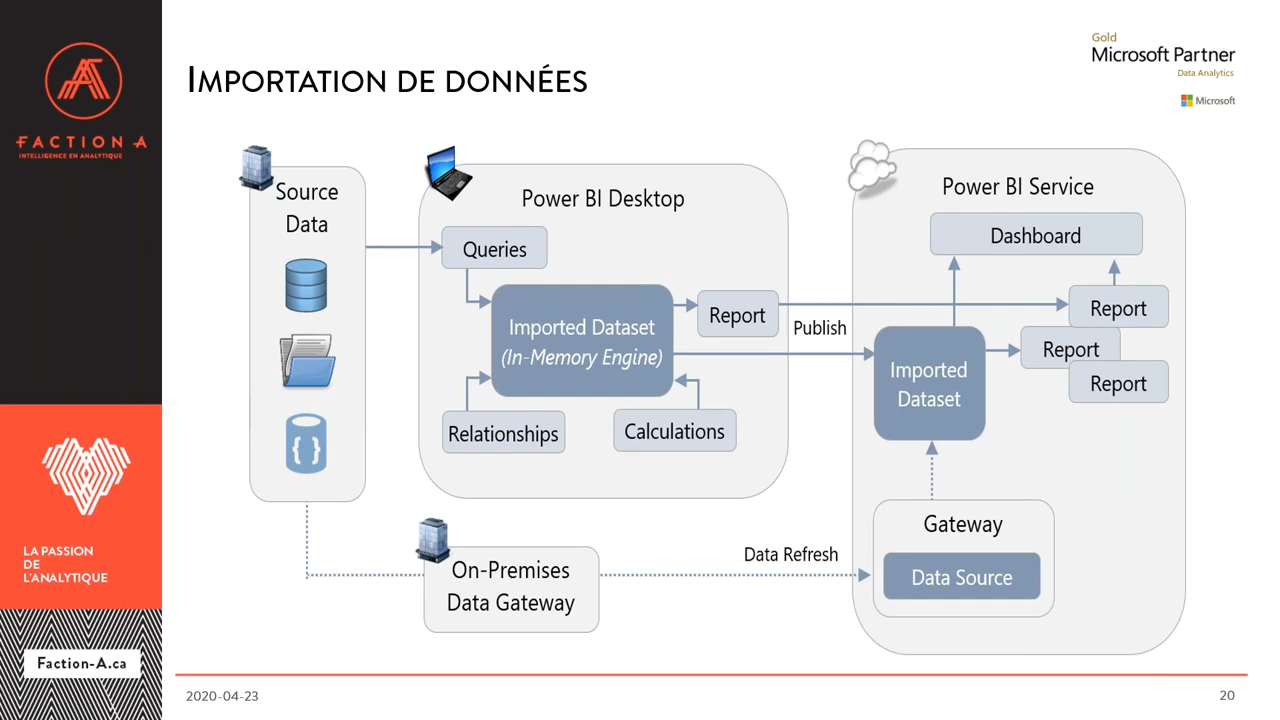 FACTION A
INTELLIGENCE EN ANALYTIQUE
LA PASSION
DE
L'ANALYTIQUE
Faction-A.ca
IMPORTATION DE DONNÉES
Gold
Microsoft Partner
Data Analytics
Microsoft
Source
Data
Power BI Desktop
Queries
Imported Dataset
(In-Memory Engine)
Report
Relationships
Calculations
Publish
Power BI Service
Dashboard
Report
Report
Report
Imported
Dataset
Gateway
Data Source
On-Premises
Data Gateway
Data Refresh
2020-04-23
20